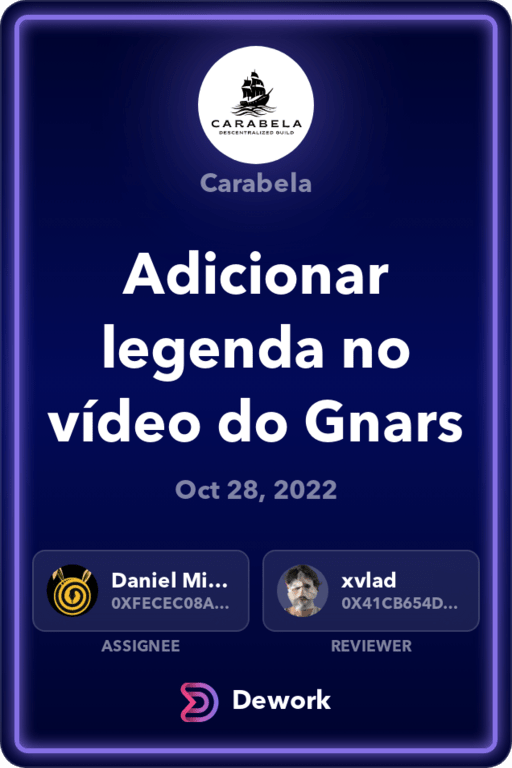 CARABELA
DESCENTRALIZED GUILD
Carabela
Adicionar
legenda no
vídeo do Gnars
Oct 28, 2022
Daniel Mi...
0XFECEC08A...
xvlad
0X41CB654D...
ASSIGNEE
REVIEWER
Dework